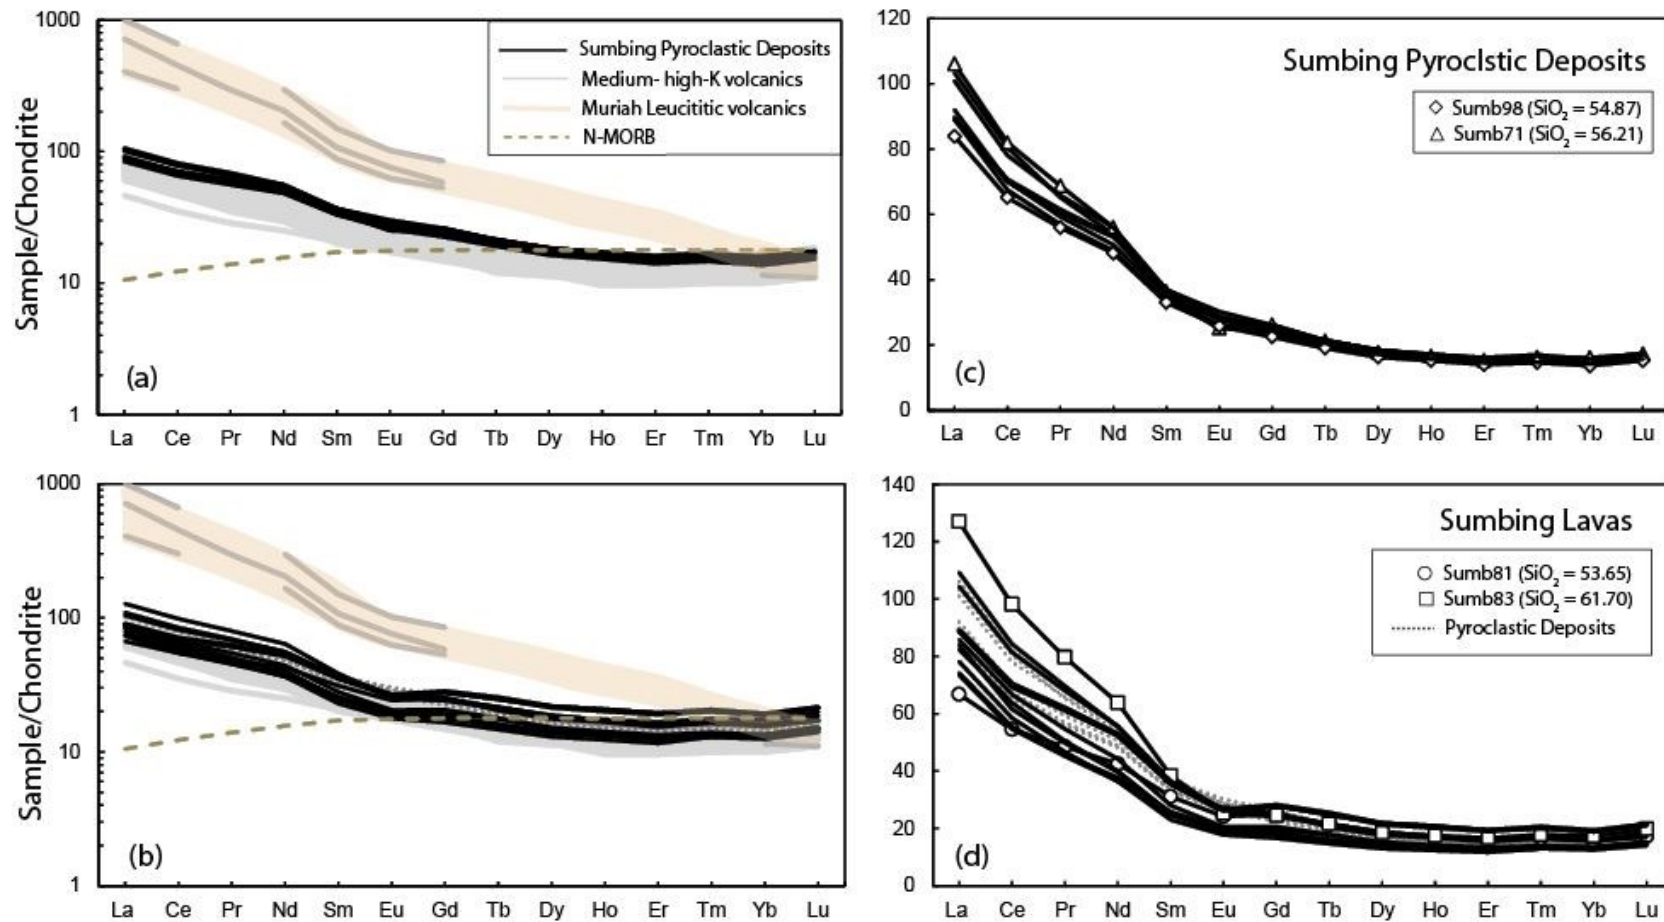 1000
100
10
1
Sample/Chondrite
Sumbing Pyroclastic Deposits
Medium- high-K volcanics
Muriah Leucititic volcanics
N-MORB
(a)
La Ce Pr Nd Sm Eu Gd Tb Dy Ho Er Tm Yb Lu
120
100
80
60
40
20
0
Sumbing Pyroclstic Deposits
Sumb98 (SiO₂ = 54.87)
Sumb71 (SiO₂ = 56.21)
(c)
La Ce Pr Nd Sm Eu Gd Tb Dy Ho Er Tm Yb Lu
1000
100
10
1
Sample/Chondrite
(b)
La Ce Pr Nd Sm Eu Gd Tb Dy Ho Er Tm Yb Lu
140
120
100
80
60
40
20
0
Sumbing Lavas
Sumb81 (SiO₂ = 53.65)
Sumb83 (SiO₂ = 61.70)
Pyroclastic Deposits
(d)
La Ce Pr Nd Sm Eu Gd Tb Dy Ho Er Tm Yb Lu